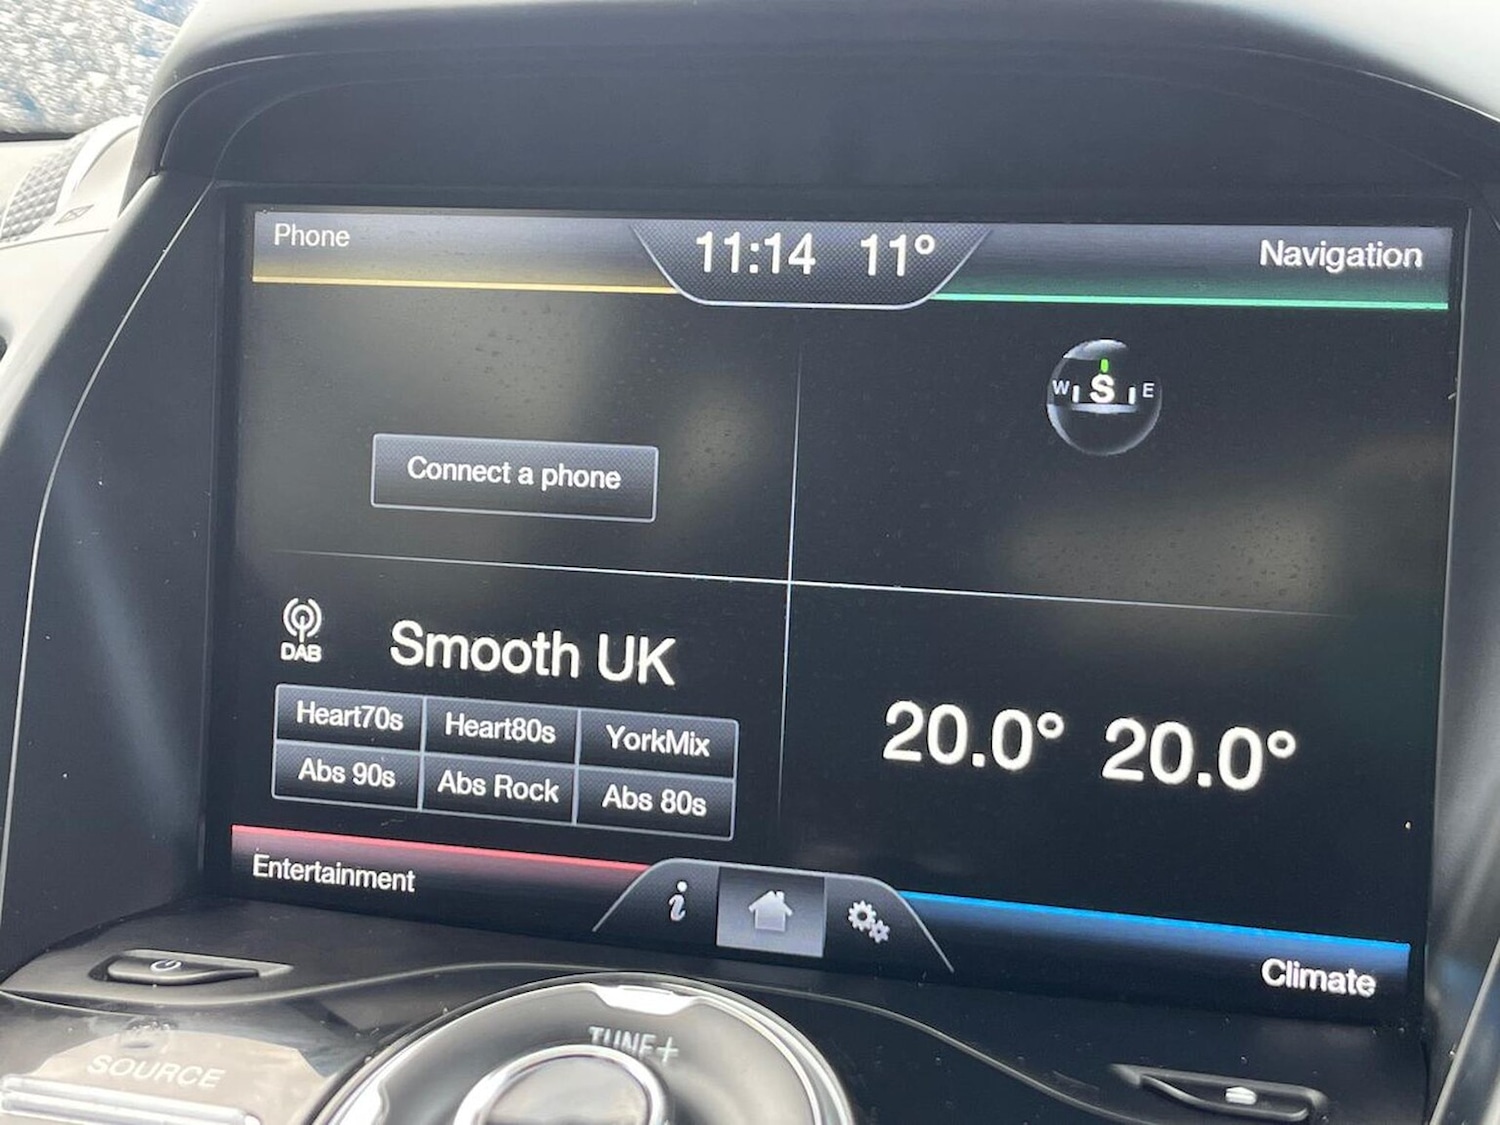 Phone
11:14 11°
Navigation
W S E
Connect a phone
DAB
Smooth UK
Heart70s Heart80s YorkMix
Abs 90s Abs Rock Abs 80s
20.0° 20.0°
Entertainment
i
Climate
TUNE+
SOURCE